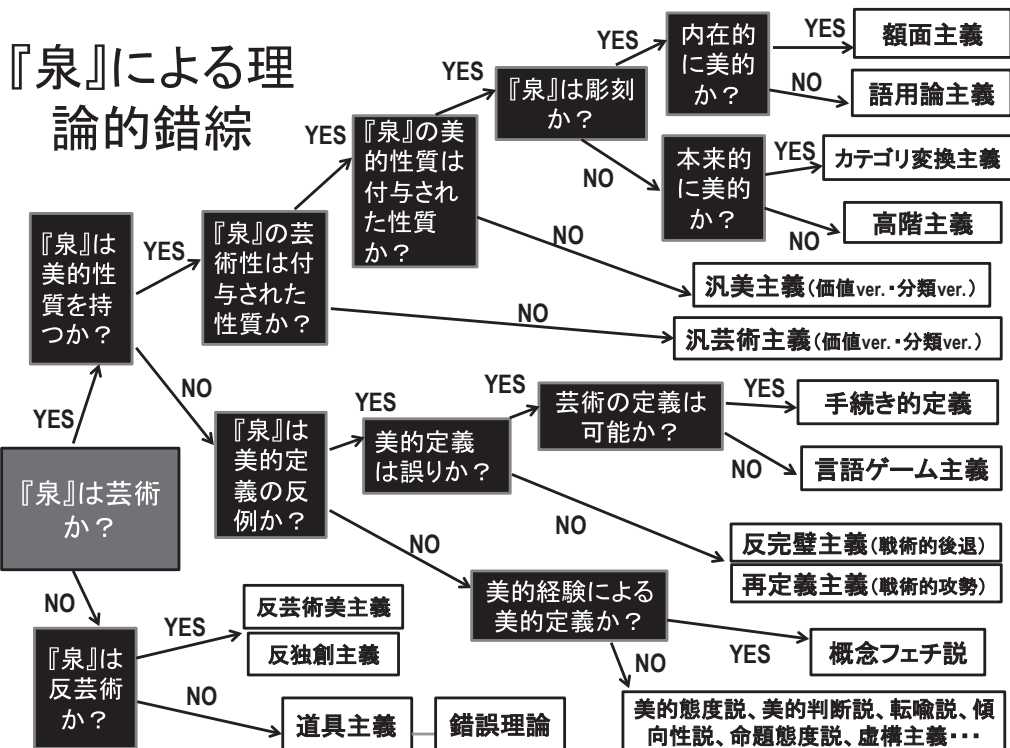 『泉』による理
論的錯綜
『泉』は芸術
か？
YES
NO
『泉』は
美的性
質を持
つか？
YES
NO
『泉』の芸
術性は付
与された
性質か？
YES
NO
『泉』の美
的性質は
付与され
た性質
か？
YES
NO
『泉』は彫刻
か？
YES
NO
内在的
に美的
か？
YES
額面主義
NO
語用論主義
本来的
に美的
か？
YES
カテゴリ変換主義
NO
高階主義
汎美主義（価値ver.・分類ver.）
汎芸術主義（価値ver.・分類ver.）
『泉』は
美的定
義の反
例か？
YES
NO
美的定義
は誤りか？
YES
NO
芸術の定義は
可能か？
YES
手続き的定義
NO
言語ゲーム主義
反完璧主義（戦術的後退）
再定義主義（戦術的攻勢）
美的経験による
美的定義か？
YES
概念フェチ説
NO
美的態度説、美的判断説、転喩説、傾
向性説、命題態度説、虚構主義･･･
『泉』は
反芸術
か？
YES
反芸術美主義
反独創主義
NO
道具主義
錯誤理論